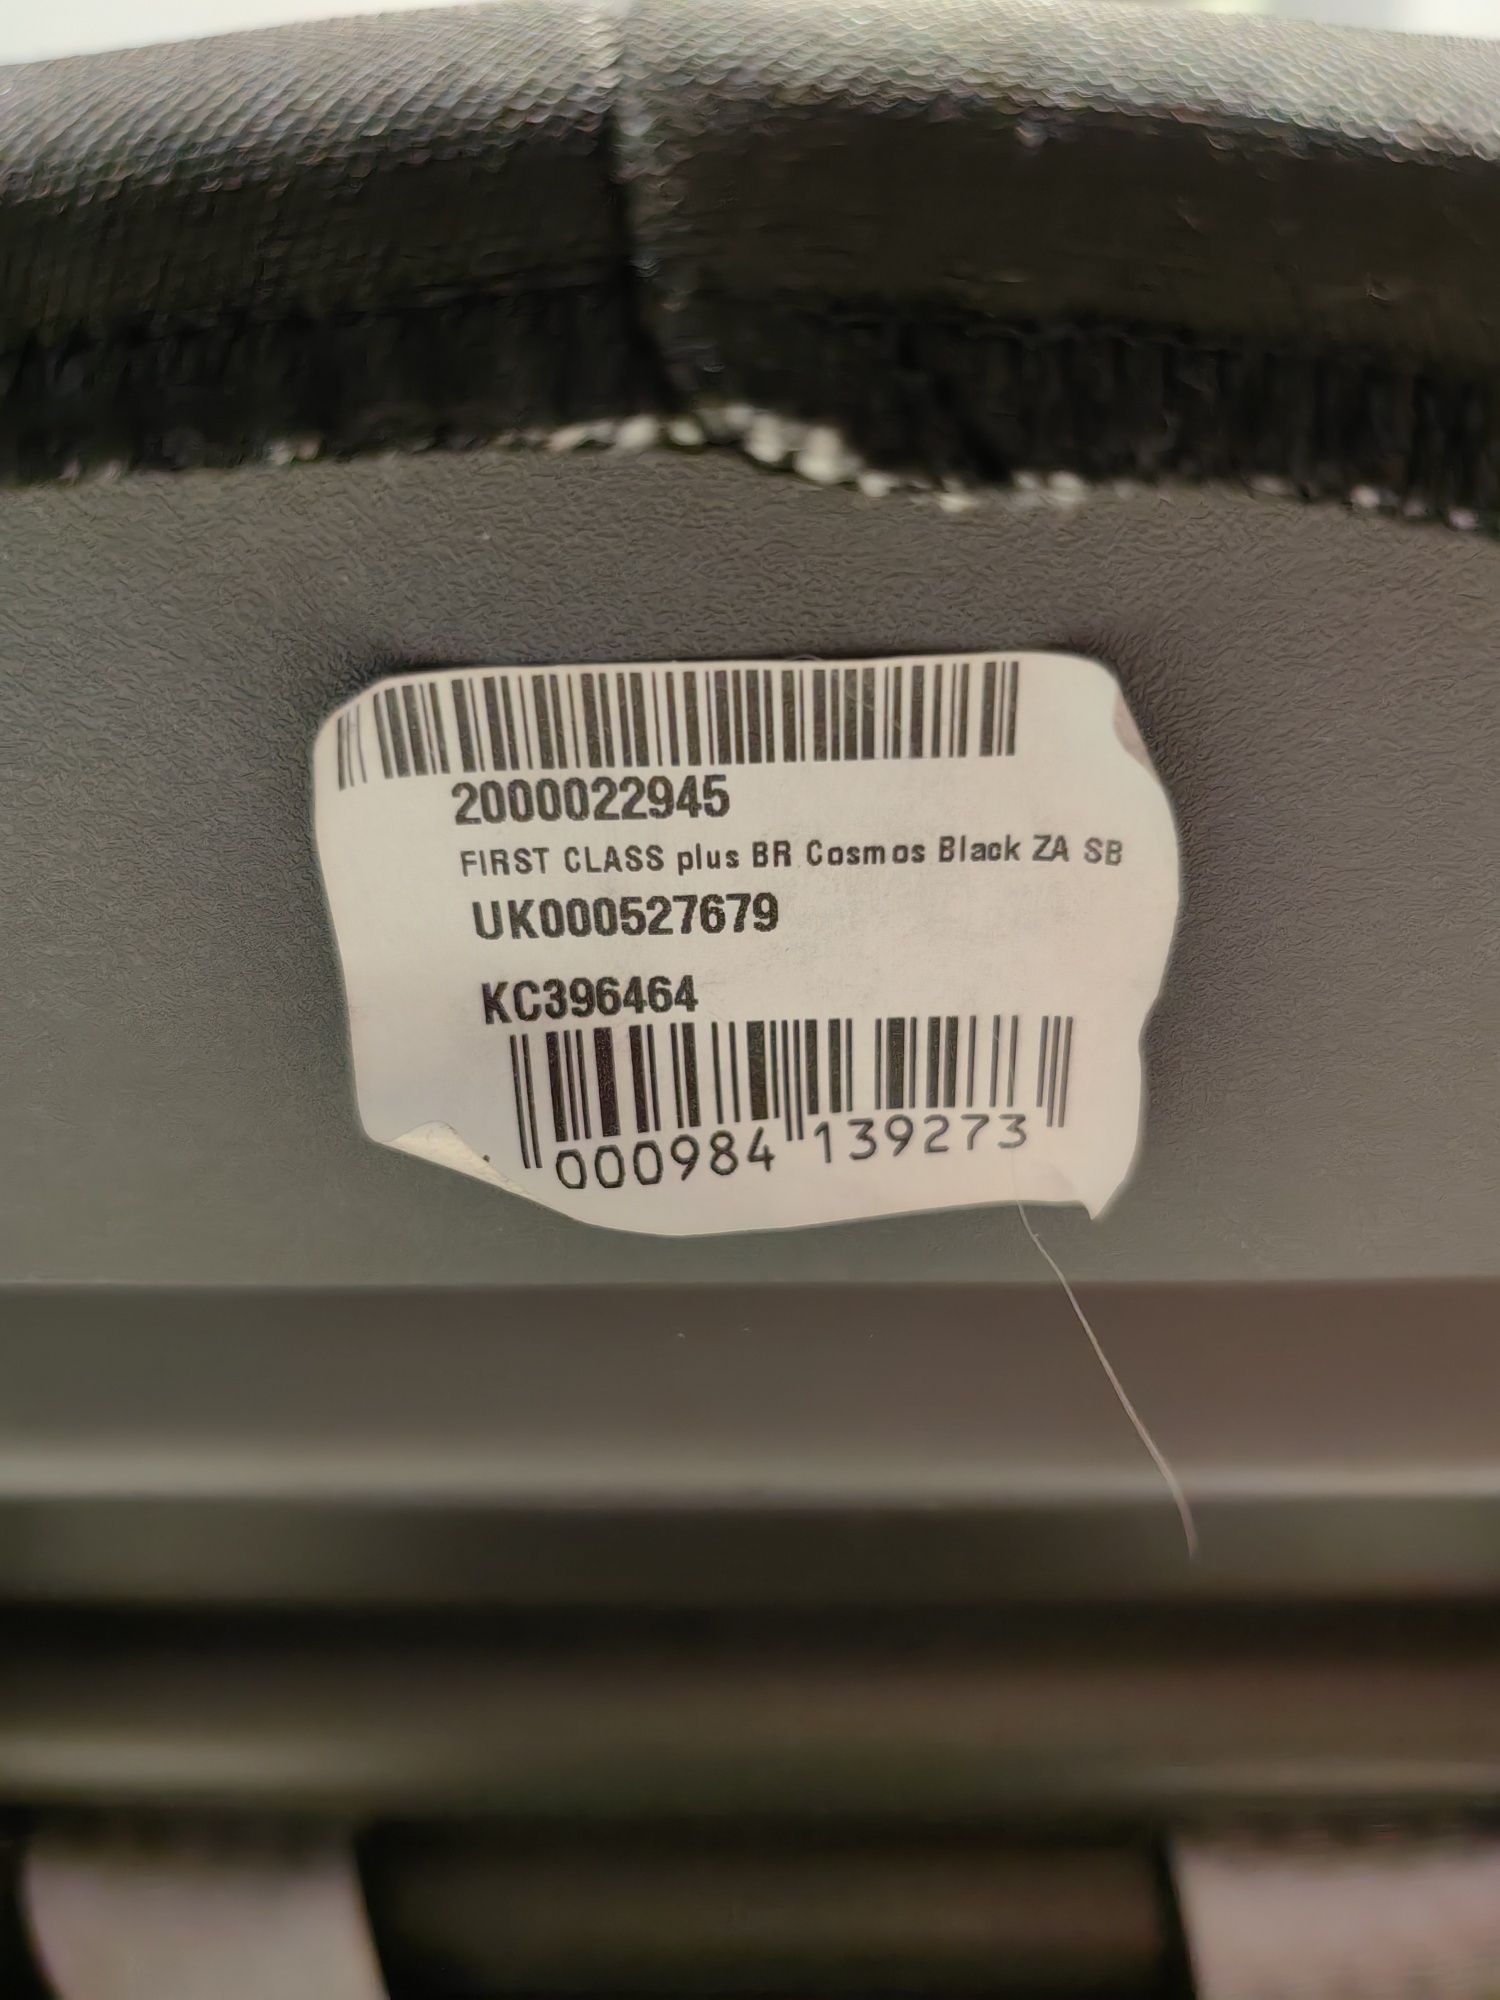 2000022945
FIRST CLASS plus BR Cosmos Black ZA SB
UK000527679
KC396464
000984 139273